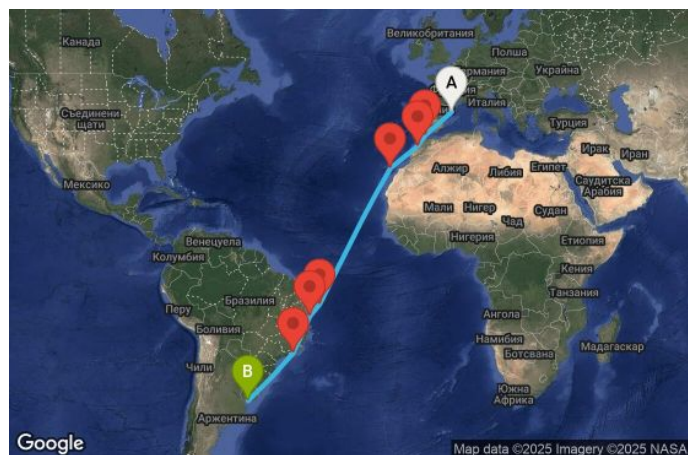 Канада
Великобритания
Полша
Германия
Украйна
Франция
A
Италия
Съединени
щати
Турция
Ирак
Иран
Мексико
Алжир
Либия
Египет
Саудитска
Арабия
Мали
Нигер
Чад
Судан
Венецуела
Колумбия
Нигерия
Етиопия
Кения
Бразилия
Перу
Танзания
Боливия
Ангола
Намибия
Ботсвана
Мадагаскар
Чили
B
Южна
Африка
Аржентина
Google
Map data ©2025 Imagery ©2025 NASA